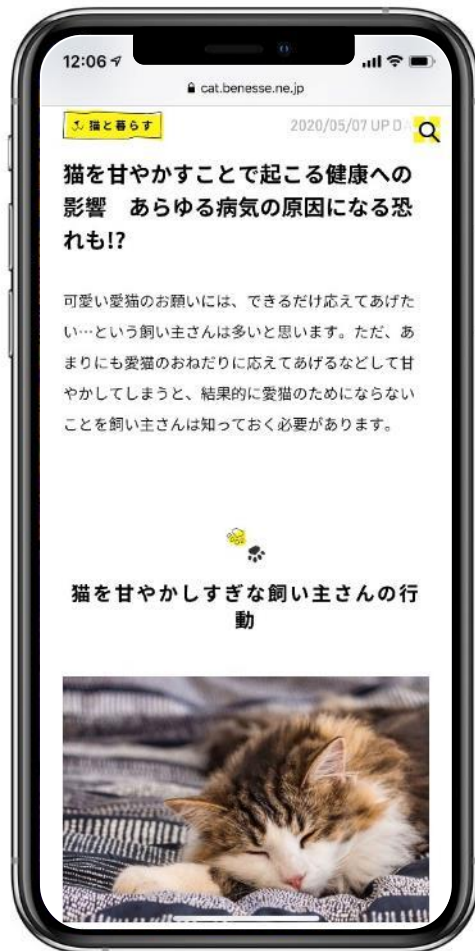 12:06
cat.benesse.ne.jp
猫と暮らす
2020/05/07 UP D
猫を甘やかすことで起こる健康への
影響　あらゆる病気の原因になる恐
れも!?
可愛い愛猫のお願いには、できるだけ応えてあげた
い…という飼い主さんは多いと思います。ただ、あ
まりにも愛猫のおねだりに応えてあげるなどして甘
やかしてしまうと、結果的に愛猫のためにならない
ことを飼い主さんは知っておく必要があります。
猫を甘やかしすぎな飼い主さんの行
動